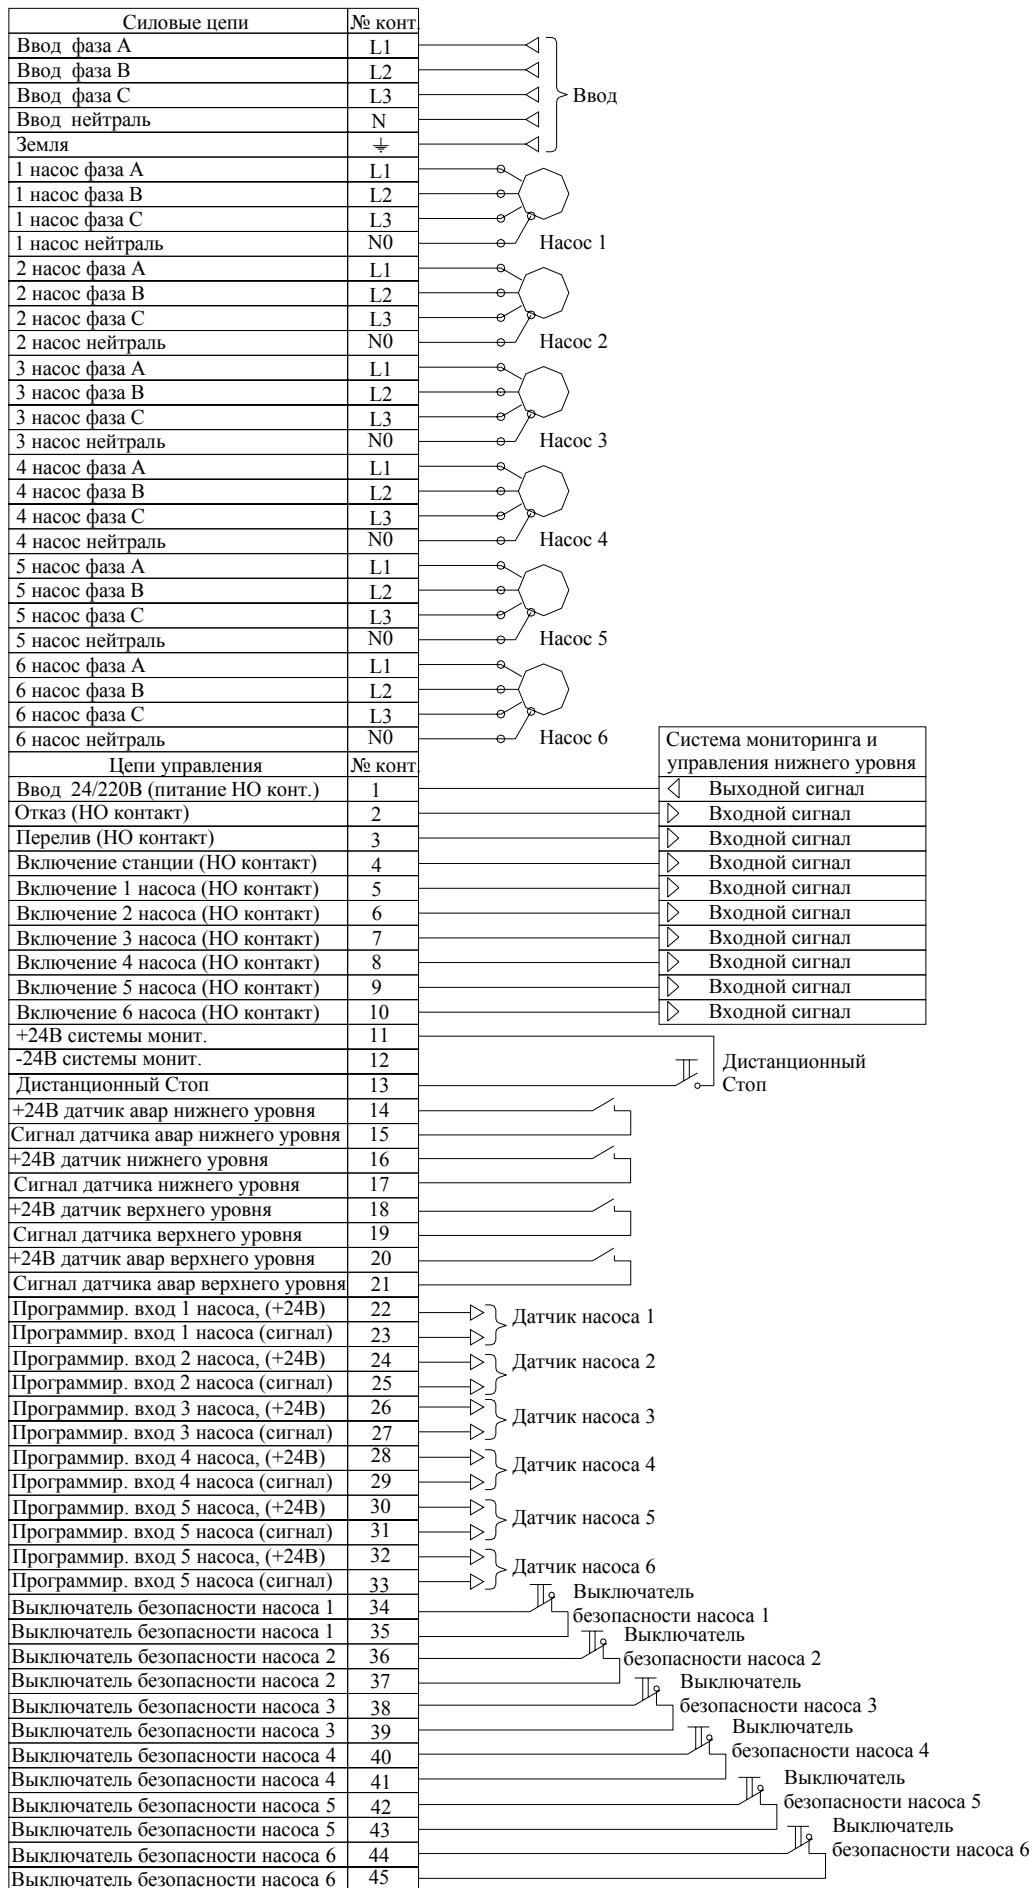 Силовые цепи № конт.
Ввод фаза А L1
Ввод фаза В L2
Ввод фаза С L3
Ввод
Ввод нейтраль N
Земля
1 насос фаза А L1
1 насос фаза В L2
1 насос фаза С L3
1 насос нейтраль N0 Насос 1
2 насос фаза А L1
2 насос фаза В L2
2 насос фаза С L3
2 насос нейтраль N0 Насос 2
3 насос фаза А L1
3 насос фаза В L2
3 насос фаза С L3
3 насос нейтраль N0 Насос 3
4 насос фаза А L1
4 насос фаза В L2
4 насос фаза С L3
4 насос нейтраль N0 Насос 4
5 насос фаза А L1
5 насос фаза В L2
5 насос фаза С L3
5 насос нейтраль N0 Насос 5
6 насос фаза А L1
6 насос фаза В L2
6 насос фаза С L3
6 насос нейтраль N0 Насос 6
Система мониторинга и
управления нижнего уровня
Цепи управления № конт.
Ввод 24/220В (питание НО конт.) 1 Выходной сигнал
Отказ (НО контакт) 2 Входной сигнал
Перелив (НО контакт) 3 Входной сигнал
Включение станции (НО контакт) 4 Входной сигнал
Включение 1 насоса (НО контакт) 5 Входной сигнал
Включение 2 насоса (НО контакт) 6 Входной сигнал
Включение 3 насоса (НО контакт) 7 Входной сигнал
Включение 4 насоса (НО контакт) 8 Входной сигнал
Включение 5 насоса (НО контакт) 9 Входной сигнал
Включение 6 насоса (НО контакт) 10 Входной сигнал
+24В системы монит. 11
-24В системы монит. 12
Дистанционный
Стоп
Дистанционный Стоп 13
+24В датчик авар нижнего уровня 14
Сигнал датчика авар нижнего уровня 15
+24В датчик нижнего уровня 16
Сигнал датчика нижнего уровня 17
+24В датчик верхнего уровня 18
Сигнал датчика верхнего уровня 19
+24В датчик авар верхнего уровня 20
Сигнал датчика авар верхнего уровня 21
Программир. вход 1 насоса, (+24В) 22
Датчик насоса 1
Программир. вход 1 насоса (сигнал) 23
Программир. вход 2 насоса, (+24В) 24
Датчик насоса 2
Программир. вход 2 насоса (сигнал) 25
Программир. вход 3 насоса, (+24В) 26
Датчик насоса 3
Программир. вход 3 насоса (сигнал) 27
Программир. вход 4 насоса, (+24В) 28
Датчик насоса 4
Программир. вход 4 насоса (сигнал) 29
Программир. вход 5 насоса, (+24В) 30
Датчик насоса 5
Программир. вход 5 насоса (сигнал) 31
Программир. вход 5 насоса, (+24В) 32
Датчик насоса 6
Программир. вход 5 насоса (сигнал) 33
Выключатель
безопасности насоса 1
Выключатель безопасности насоса 1 34
Выключатель безопасности насоса 1 35
Выключатель
безопасности насоса 2
Выключатель безопасности насоса 2 36
Выключатель безопасности насоса 2 37
Выключатель
безопасности насоса 3
Выключатель безопасности насоса 3 38
Выключатель безопасности насоса 3 39
Выключатель
безопасности насоса 4
Выключатель безопасности насоса 4 40
Выключатель безопасности насоса 4 41
Выключатель
безопасности насоса 5
Выключатель безопасности насоса 5 42
Выключатель безопасности насоса 5 43
Выключатель
безопасности насоса 6
Выключатель безопасности насоса 6 44
Выключатель безопасности насоса 6 45